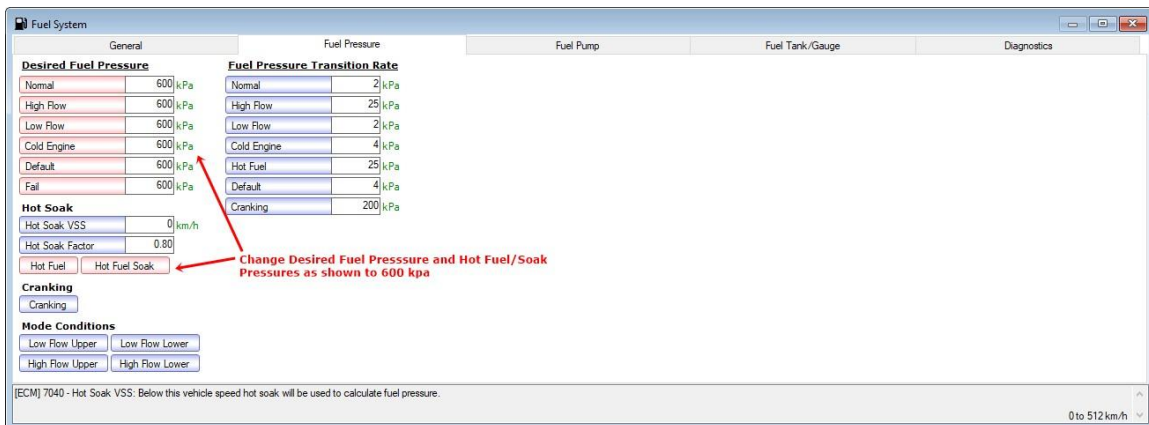 Fuel System
General Fuel Pressure Fuel Pump Fuel Tank/Gauge Diagnostics
Desired Fuel Pressure Fuel Pressure Transition Rate
Normal 600 kPa Normal 2 kPa
High Flow 600 kPa High Flow 25 kPa
Low Flow 600 kPa Low Flow 2 kPa
Cold Engine 600 kPa Cold Engine 4 kPa
Default 600 kPa Hot Fuel 25 kPa
Fail 600 kPa Default 4 kPa
Hot Soak Cranking 200 kPa
Hot Soak VSS 0 km/h
Hot Soak Factor 0.80
Hot Fuel Hot Fuel Soak
Change Desired Fuel Presssure and Hot Fuel/Soak
Pressures as shown to 600 kpa
Cranking
Cranking
Mode Conditions
Low Flow Upper Low Flow Lower
High Flow Upper High Flow Lower
[ECM] 7040 - Hot Soak VSS: Below this vehicle speed hot soak will be used to calculate fuel pressure.
0 to 512 km/h